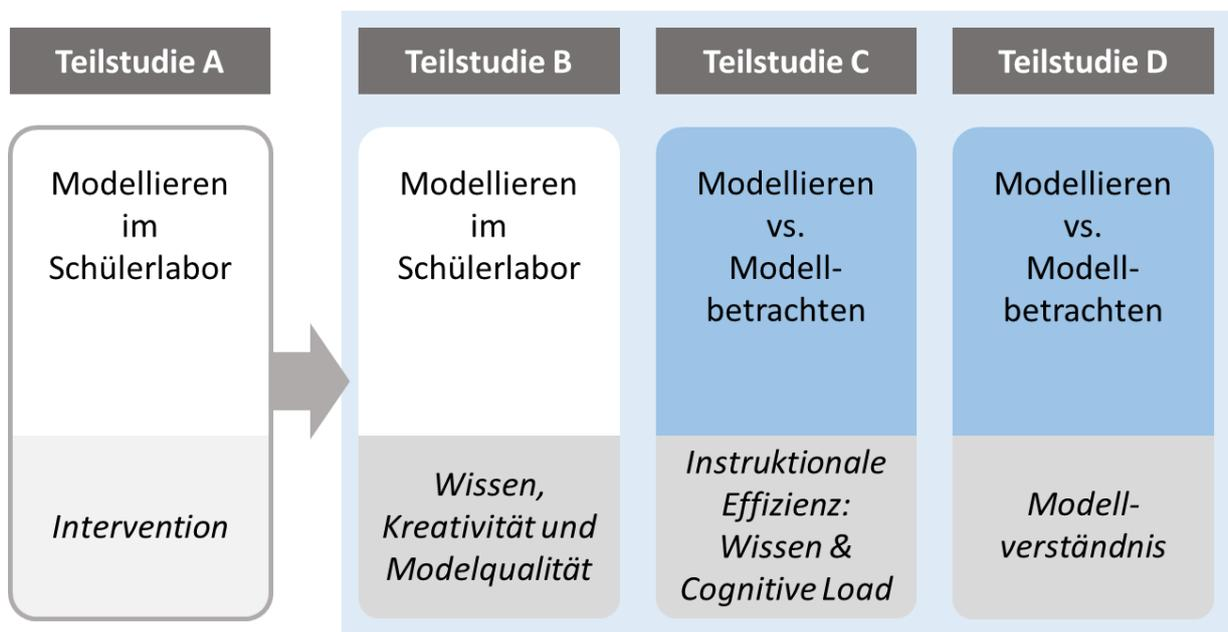 Teilstudie A
Modellieren
im
Schülerlabor
Intervention
Teilstudie B
Modellieren
im
Schülerlabor
Wissen,
Kreativität und
Modelqualität
Teilstudie C
Modellieren
vs.
Modell-
betrachten
Instruktionale
Effizienz:
Wissen &
Cognitive Load
Teilstudie D
Modellieren
vs.
Modell-
betrachten
Modell-
verständnis